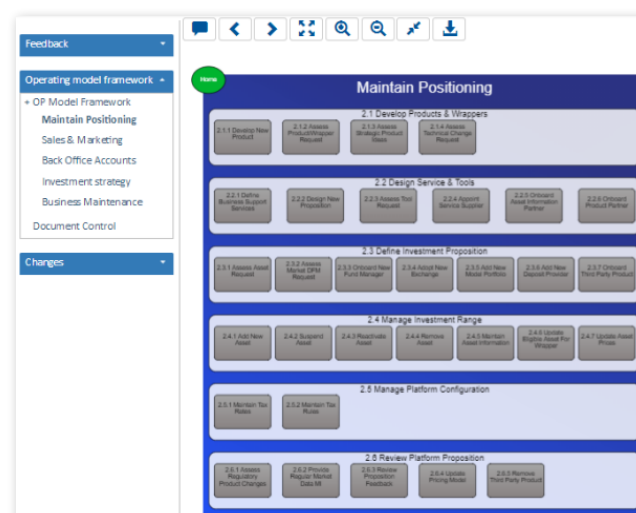 Feedback
Operating model framework
+ OP Model Framework
Maintain Positioning
Sales & Marketing
Back Office Accounts
Investment strategy
Business Maintenance
Document Control
Changes
Home
Maintain Positioning
2.1 Develop Products & Wrappers
2.1.1 Develop New
Product
2.1.2 Assess
Product/Wrapper
Request
2.1.3 Assess
Strategic Product
Ideas
2.1.4 Assess
Technical Change
Request
2.2 Design Service & Tools
2.2.1 Define
Business Support
Services
2.2.2 Design New
Proposition
2.2.3 Assess Tool
Request
2.2.4 Appoint
Service Supplier
2.2.5 Onboard
Asset Information
Partner
2.2.6 Onboard
Product Partner
2.3 Define Investment Proposition
2.3.1 Assess Asset
Request
2.3.2 Assess
Market DFM
Request
2.3.3 Onboard New
Fund Manager
2.3.4 Adopt New
Exchange
2.3.5 Add New
Model Portfolio
2.3.6 Add New
Deposit Provider
2.3.7 Onboard
Third Party Product
2.4 Manage Investment Range
2.4.1 Add New
Asset
2.4.2 Suspend
Asset
2.4.3 Reactivate
Asset
2.4.4 Remove
Asset
2.4.5 Maintain
Asset Information
2.4.6 Update
Eligible Asset For
Wrapper
2.4.7 Update Asset
Prices
2.5 Manage Platform Configuration
2.5.1 Maintain Tax
Rates
2.5.2 Maintain Tax
Rules
2.6 Review Platform Proposition
2.6.1 Assess
Regulatory
Product Changes
2.6.2 Provide
Regular Market
Data MI
2.6.3 Review
Proposition
Feedback
2.6.4 Update
Pricing Model
2.6.5 Remove
Third Party Product